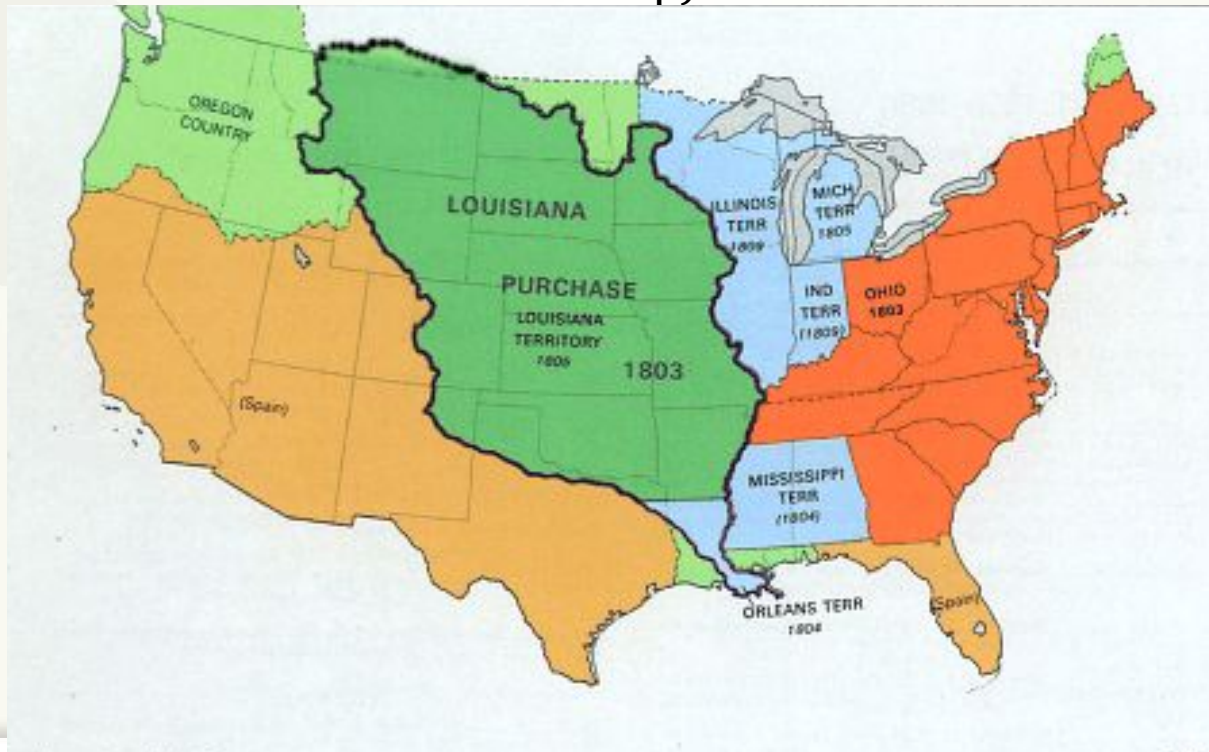 OREGON
COUNTRY
LOUISIANA
PURCHASE
LOUISIANA
TERRITORY
1805
1803
(Spain)
ILLINOIS
TERR
1809
MICH
TERR
1805
IND
TERR
(1809)
OHIO
1803
MISSISSIPPI
TERR
(1804)
ORLEANS TERR
1804
(Spain)